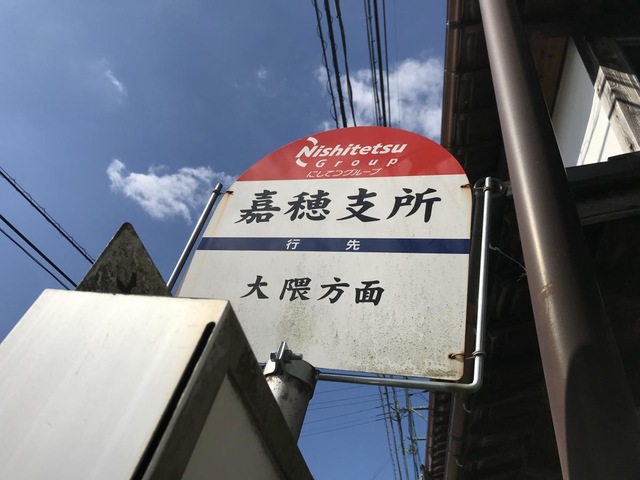 Nishitetsu
Group
にしてつグループ
嘉穂支所
行先
大隈方面